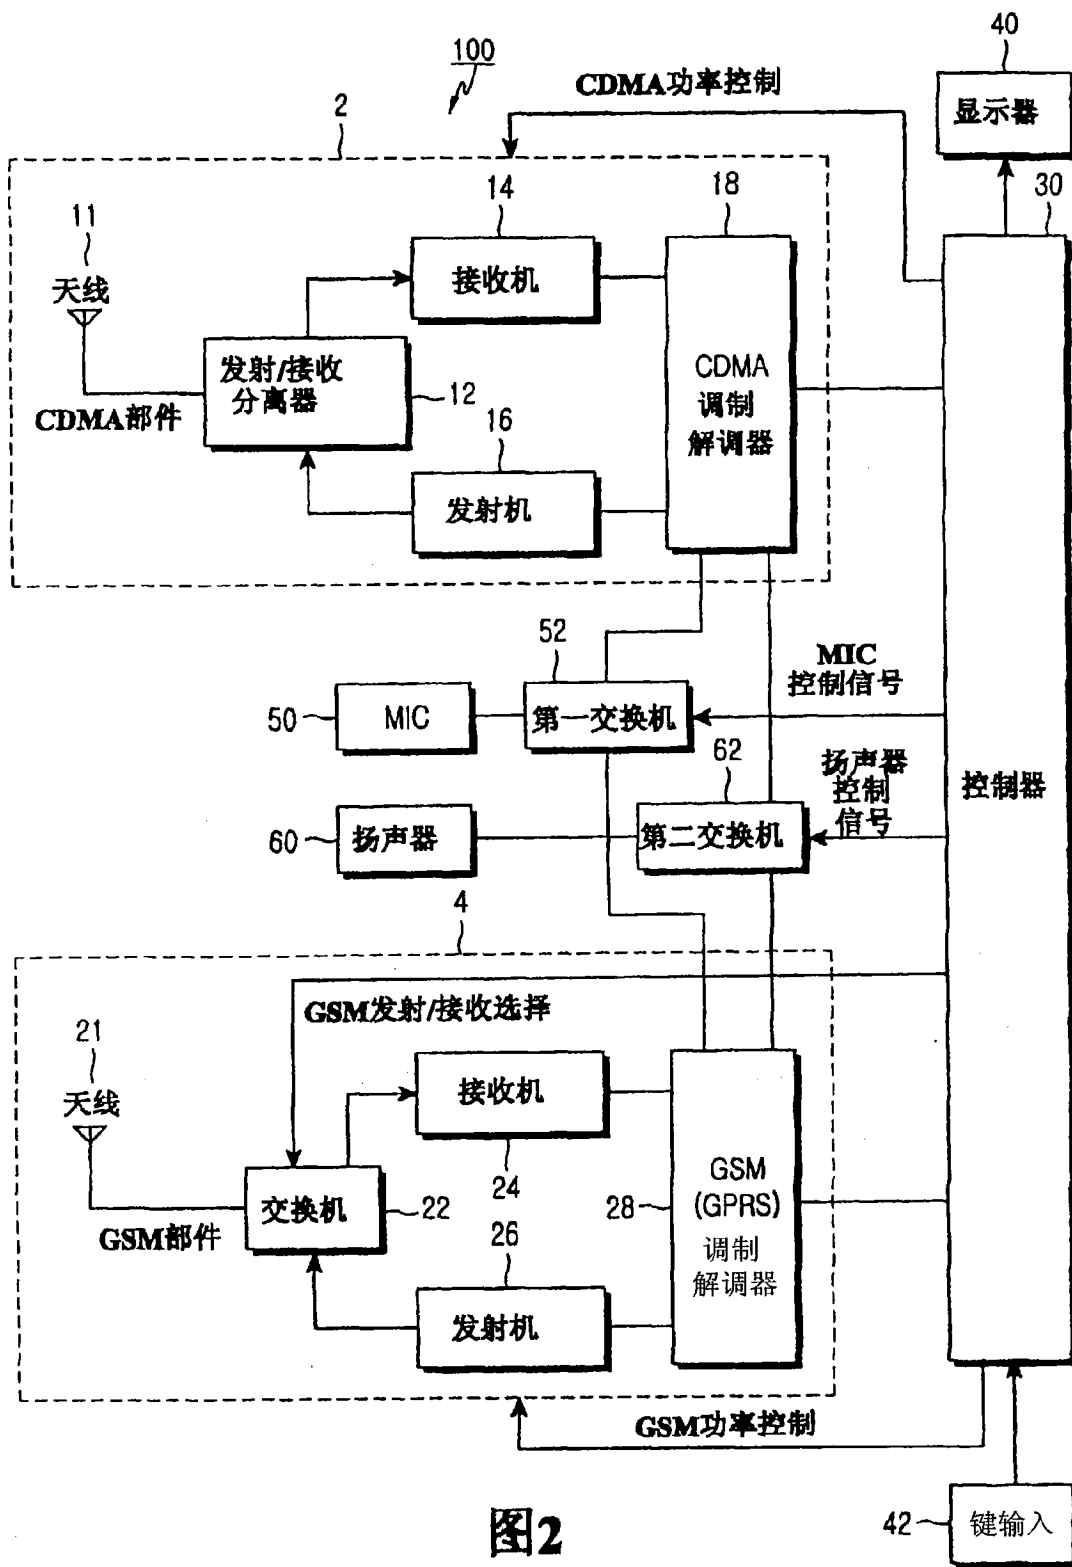 40
100
CDMA功率控制
显示器
2
14
18
30
11
天线
接收机
发射/接收
分离器
12
CDMA
调制
解调器
CDMA部件
16
发射机
52
MIC
控制信号
50
MIC
第一交换机
62
扬声器
控制
信号
控制器
60
扬声器
第二交换机
4
GSM发射/接收选择
21
天线
接收机
24
GSM
(GPRS)
调制
解调器
28
交换机
22
GSM部件
26
发射机
GSM功率控制
42
键输入
图2